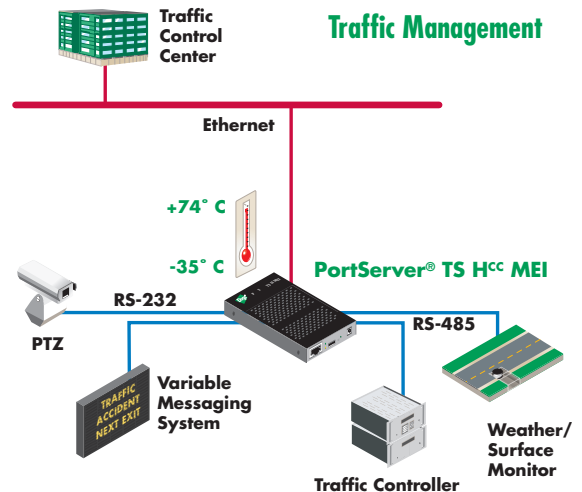 Traffic
Control
Center
Traffic Management
Ethernet
+74° C
-35° C
PortServer® TS Hcc MEI
RS-232
RS-485
PTZ
TRAFFIC
ACCIDENT
NEXT EXIT
Variable
Messaging
System
Traffic Controller
Weather/
Surface
Monitor